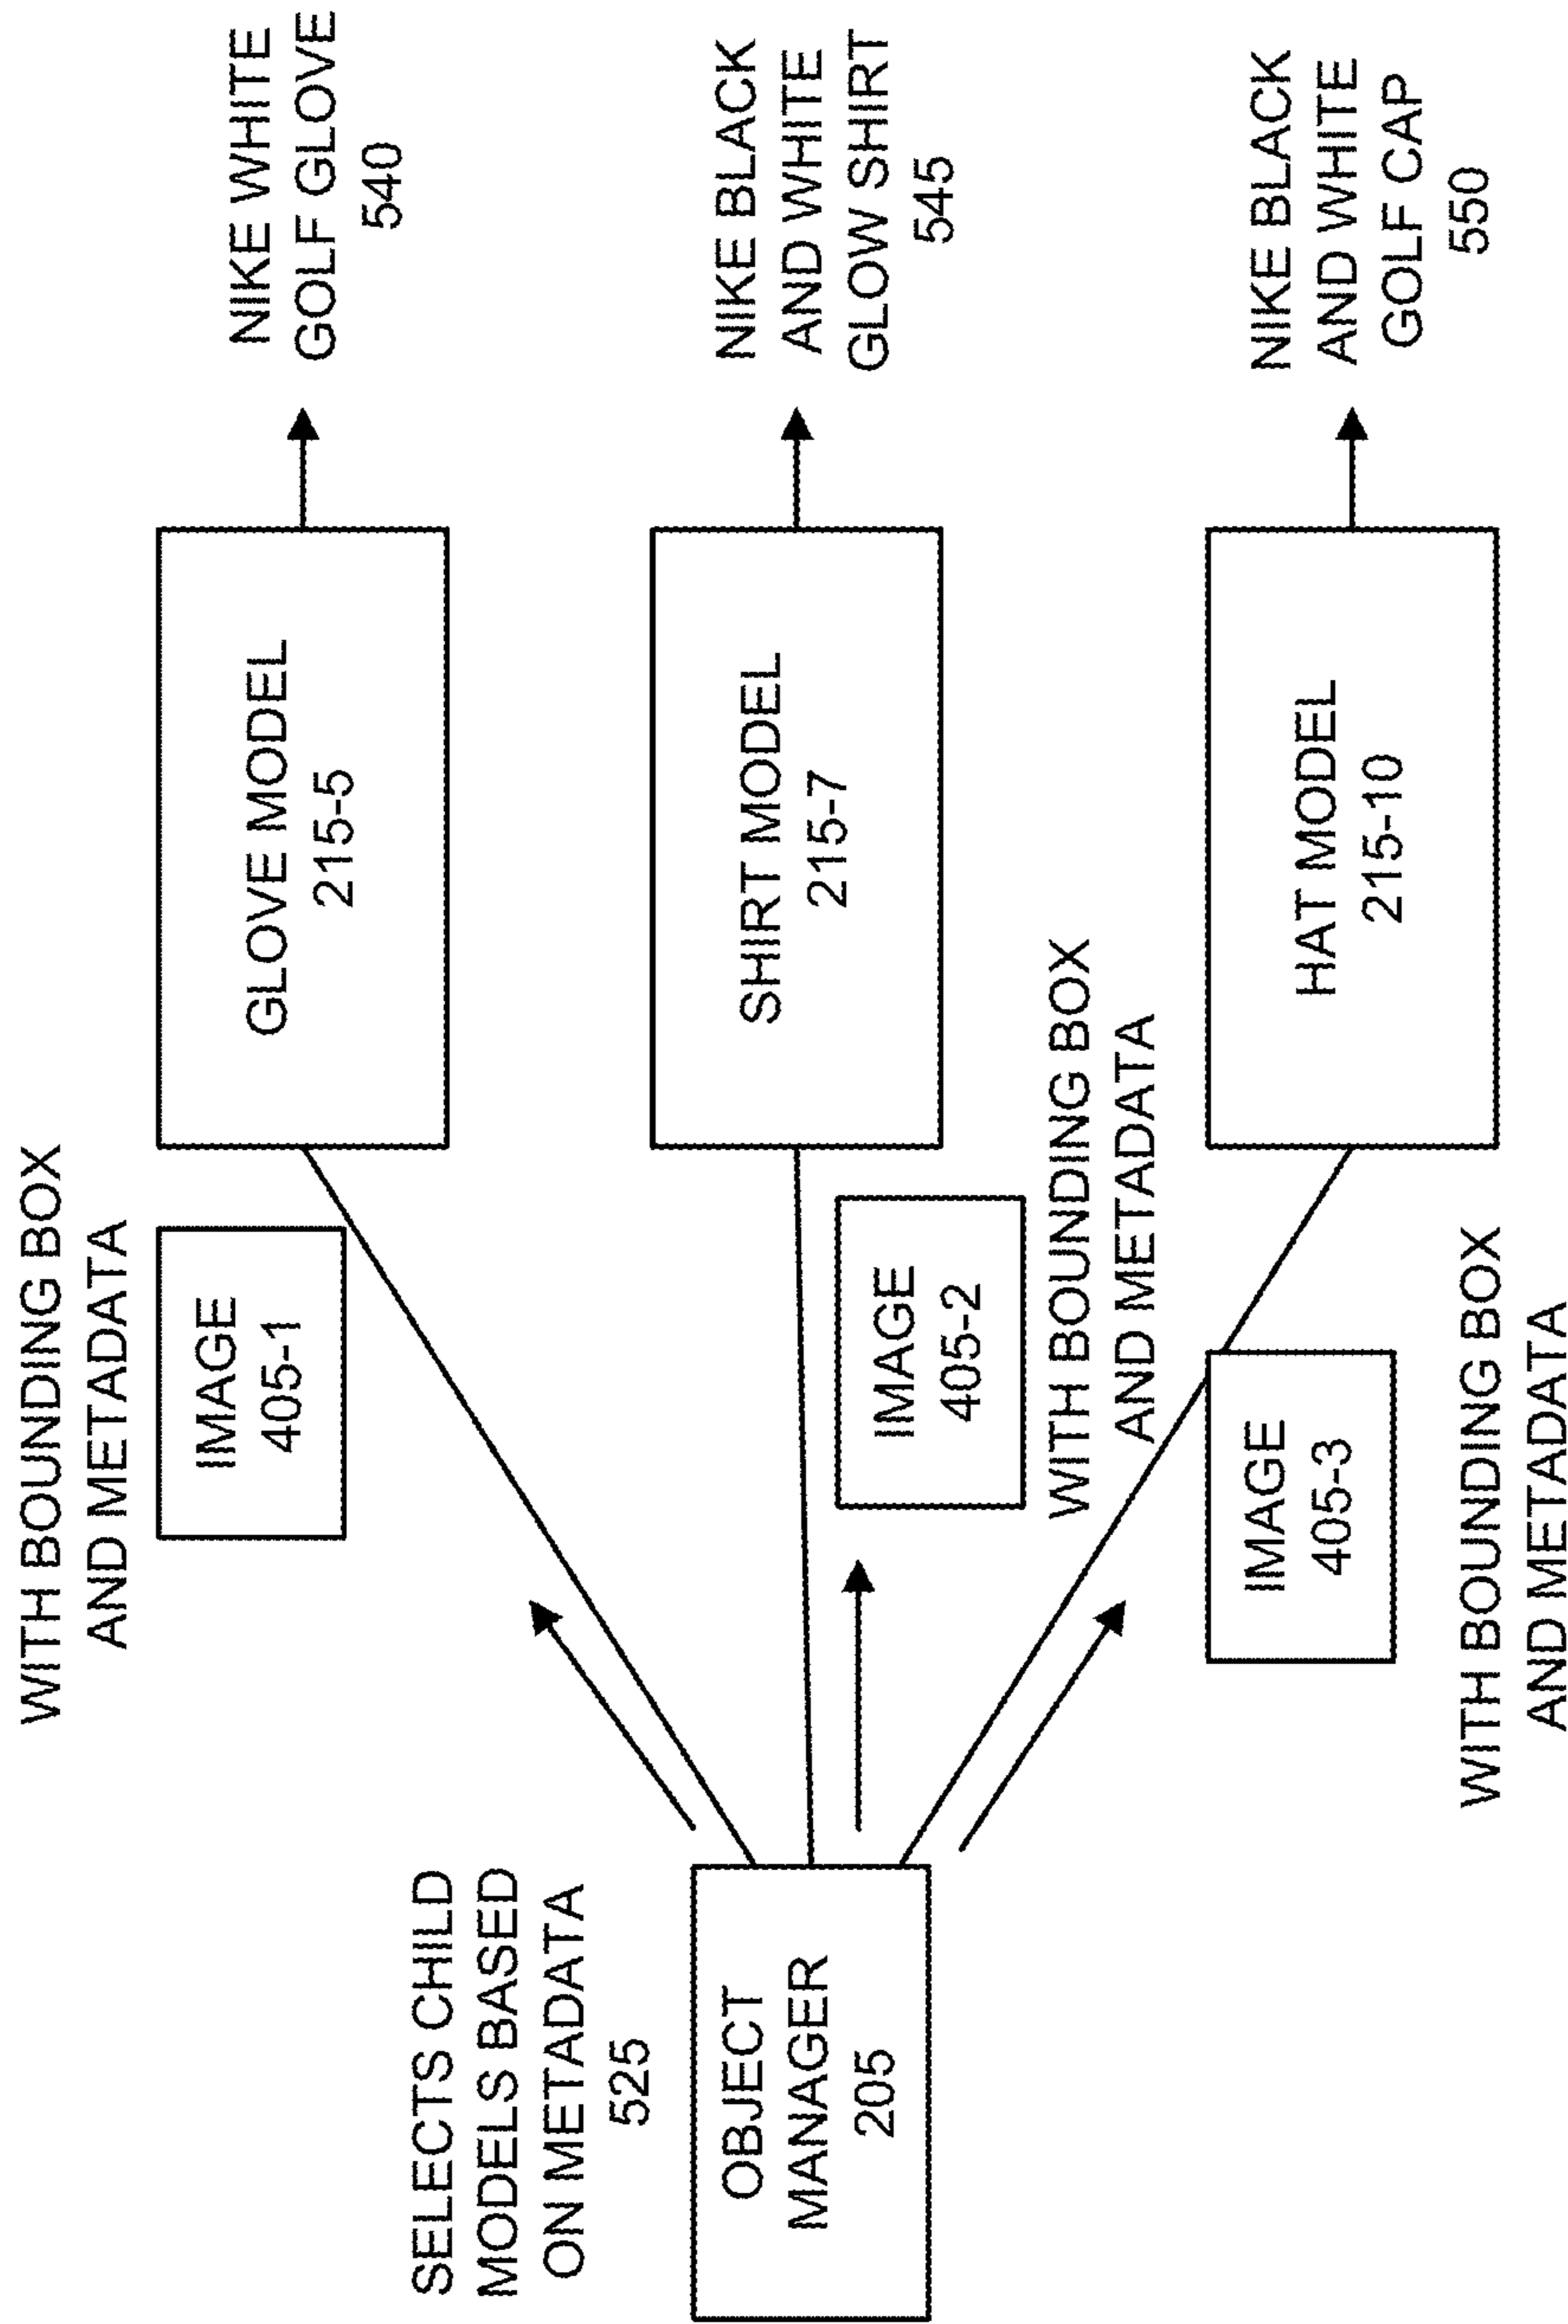 WITH BOUNDING BOX
AND METADATA
IMAGE
405-1
GLOVE MODEL
215-5
NIKE WHITE
GOLF GLOVE
540
SELECTS CHILD
MODELS BASED
ON METADATA
525
OBJECT
MANAGER
205
IMAGE
405-2
WITH BOUNDING BOX
AND METADATA
SHIRT MODEL
215-7
NIKE BLACK
AND WHITE
GLOW SHIRT
545
IMAGE
405-3
WITH BOUNDING BOX
AND METADATA
HAT MODEL
215-10
NIKE BLACK
AND WHITE
GOLF CAP
550